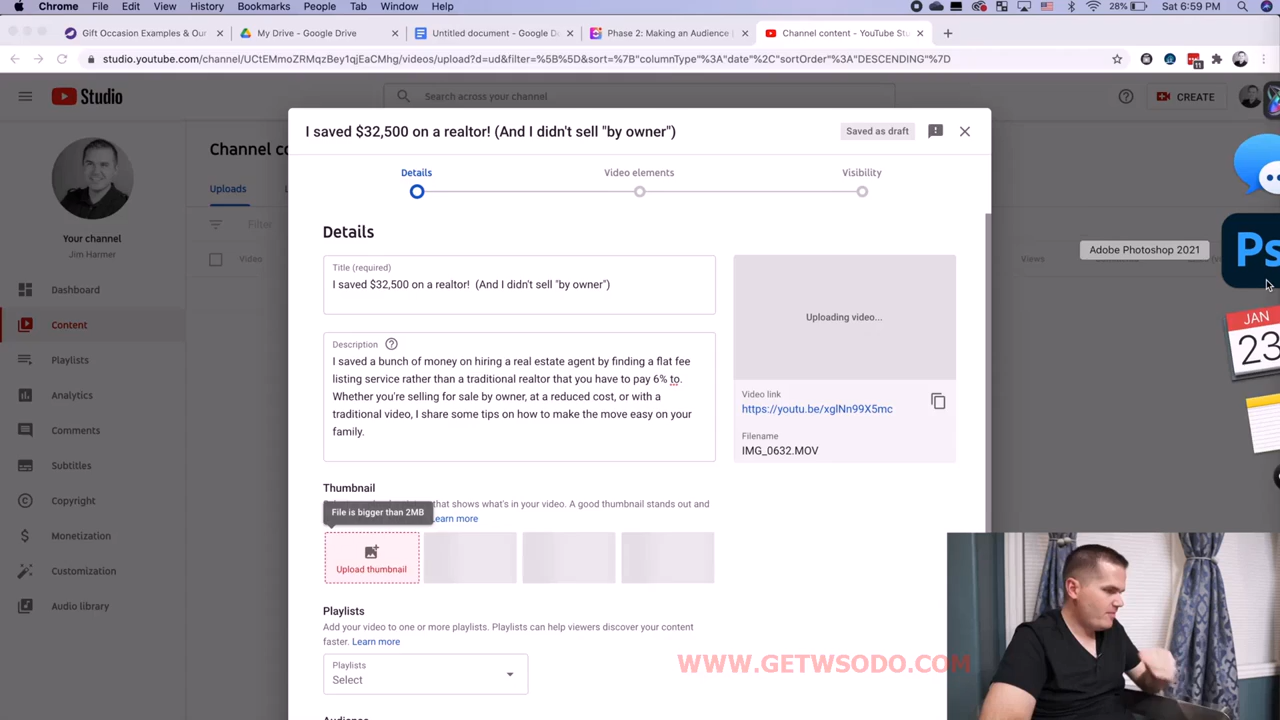 Chrome File Edit View History Bookmarks People Tab Window Help
28% Sat 6:59 PM
Gift Occasion Examples & Our
My Drive - Google Drive
Untitled document - Google D
Phase 2: Making an Audience
Channel content - YouTube Stu
studio.youtube.com/channel/UCtEMmoZRMqzBey1qjEaCMhg/videos/upload?d=ud&filter=%5B%5D&sort=%7B"columnType"%3A"date"%2C"sortOrder"%3A"DESCENDING"%7D
11
Studio
Search across your channel
CREATE
Your channel
Jim Harmer
Dashboard
Content
Playlists
Analytics
Comments
Subtitles
Copyright
Monetization
Customization
Audio library
Channel co
Uploads
Filter
Video
Views
I saved $32,500 on a realtor! (And I didn't sell "by owner")
Saved as draft
Details
Video elements
Visibility
Details
Title (required)
I saved $32,500 on a realtor! (And I didn't sell "by owner")
Description
I saved a bunch of money on hiring a real estate agent by finding a flat fee
listing service rather than a traditional realtor that you have to pay 6% to.
Whether you're selling for sale by owner, at a reduced cost, or with a
traditional video, I share some tips on how to make the move easy on your
family.
Uploading video...
Video link
https://youtu.be/xglNn99X5mc
Filename
IMG_0632.MOV
Thumbnail
that shows what's in your video. A good thumbnail stands out and
File is bigger than 2MB
Learn more
Upload thumbnail
Playlists
Add your video to one or more playlists. Playlists can help viewers discover your content
faster. Learn more
Playlists
Select
Adobe Photoshop 2021
Ps
JAN
23
WWW.GETWSODO.COM